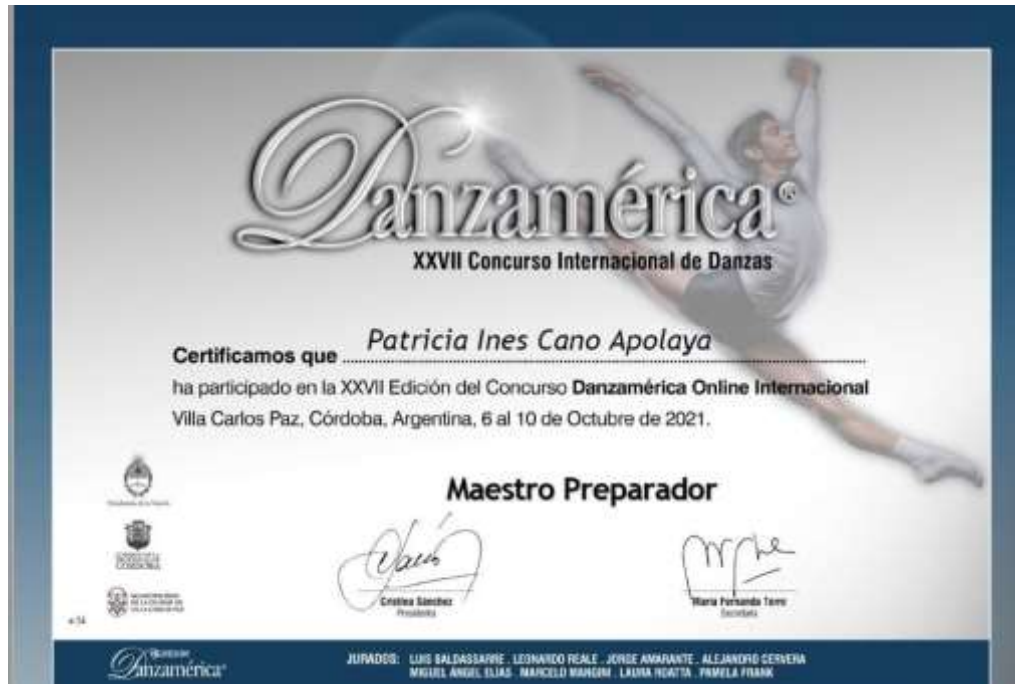 Danzamérica®
XXVII Concurso Internacional de Danzas
Certificamos que Patricia Ines Cano Apolaya
ha participado en la XXVII Edición del Concurso Danzamérica Online Internacional
Villa Carlos Paz, Córdoba, Argentina, 6 al 10 de Octubre de 2021.
Maestro Preparador
Cristina Sánchez
Presidenta
María Fernanda Torre
Secretaria
Danzamérica®
JURADOS: LUIS BALDASSARRE . LEONARDO REALE . JORGE AMARANTE . ALEJANDRO CERVERA
MIGUEL ANGEL ELIAS . MARCELO MANGINI . LAURA ROATTA . PAMELA FRANK